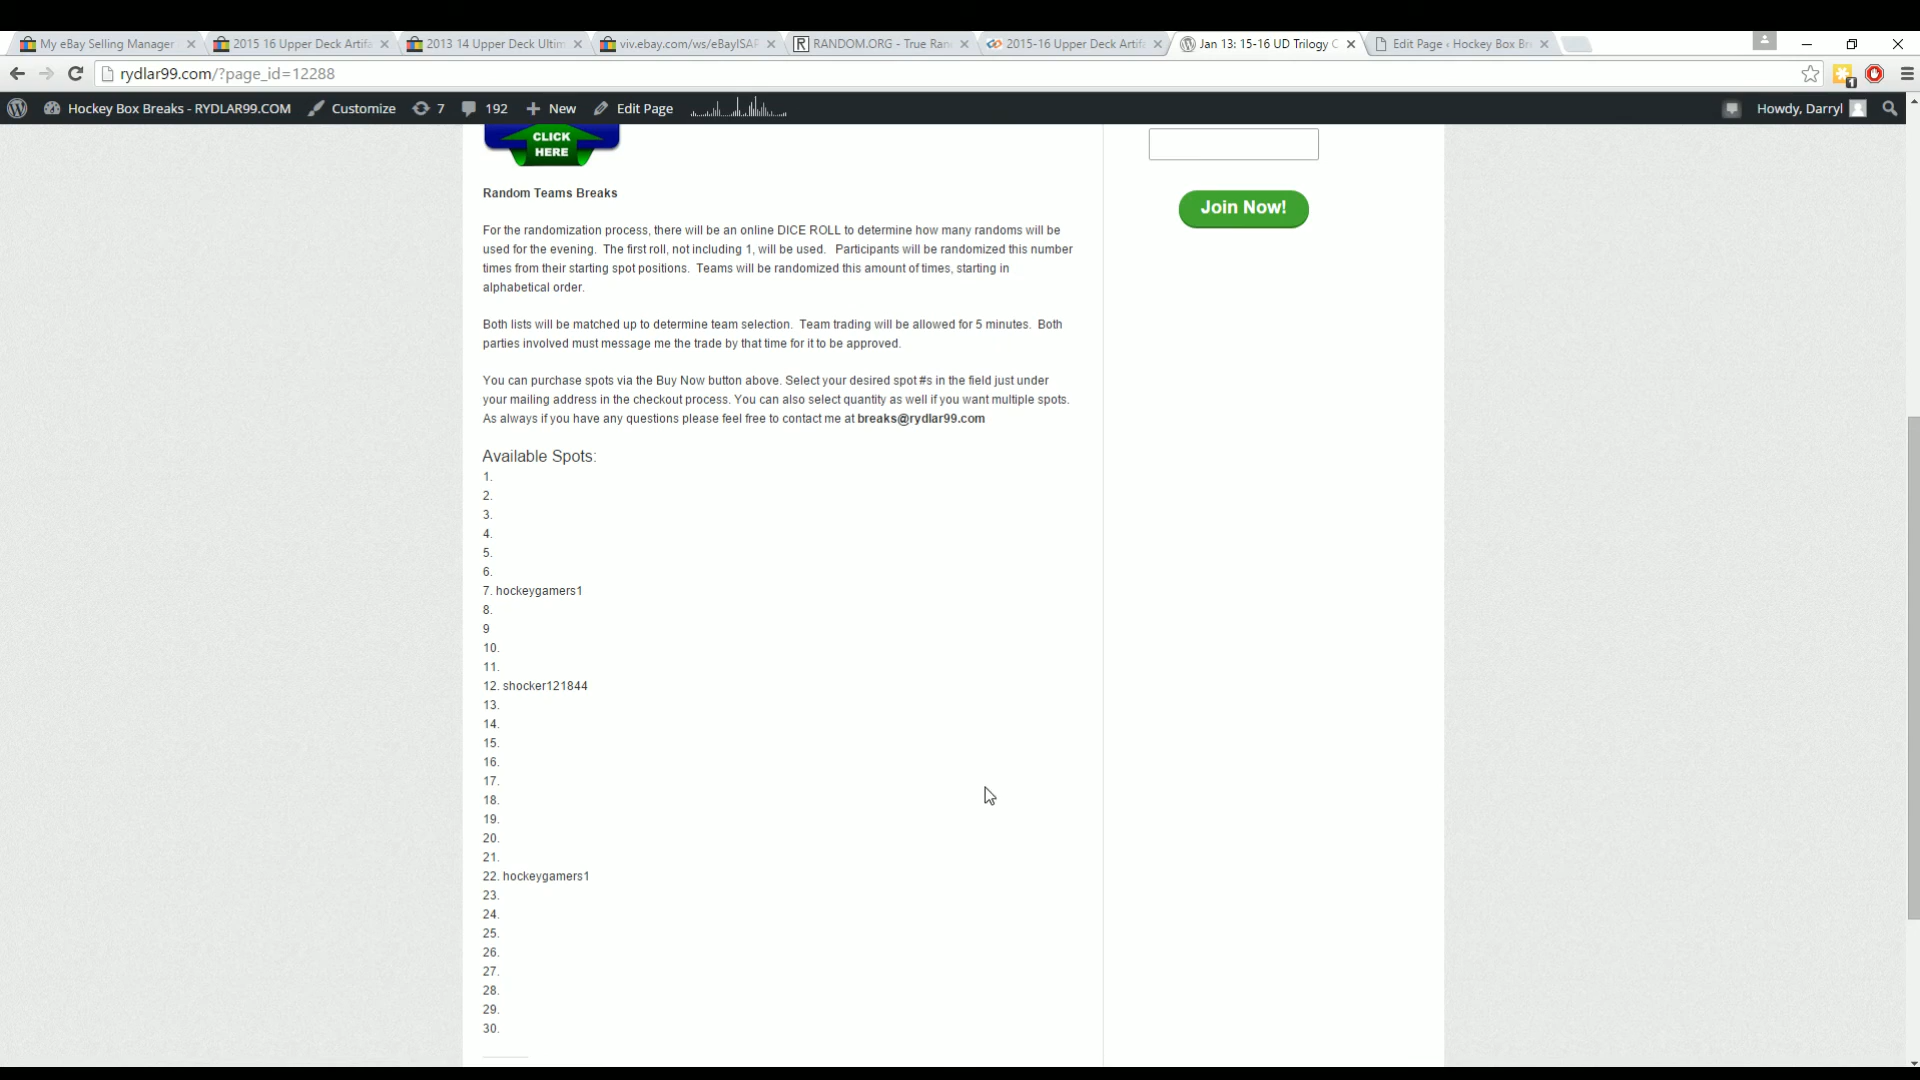 My eBay Selling Manager
2015 16 Upper Deck Artifa
2013 14 Upper Deck Ultim
viv.ebay.com/ws/eBayISAP
RANDOM.ORG - True Ran
2015-16 Upper Deck Artifa
Jan 13: 15-16 UD Trilogy C
Edit Page ‹ Hockey Box Br
rydlar99.com/?page_id=12288
1
Hockey Box Breaks - RYDLAR99.COM
Customize
7
192
New
Edit Page
Howdy, Darryl
CLICK
HERE
Join Now!
Random Teams Breaks
For the randomization process, there will be an online DICE ROLL to determine how many randoms will be
used for the evening. The first roll, not including 1, will be used. Participants will be randomized this number
times from their starting spot positions. Teams will be randomized this amount of times, starting in
alphabetical order.
Both lists will be matched up to determine team selection. Team trading will be allowed for 5 minutes. Both
parties involved must message me the trade by that time for it to be approved.
You can purchase spots via the Buy Now button above. Select your desired spot #s in the field just under
your mailing address in the checkout process. You can also select quantity as well if you want multiple spots.
As always if you have any questions please feel free to contact me at breaks@rydlar99.com
Available Spots:
1.
2.
3.
4.
5.
6.
7. hockeygamers1
8.
9
10.
11.
12. shocker121844
13.
14.
15.
16.
17.
18.
19.
20.
21.
22. hockeygamers1
23.
24.
25.
26.
27.
28.
29.
30.